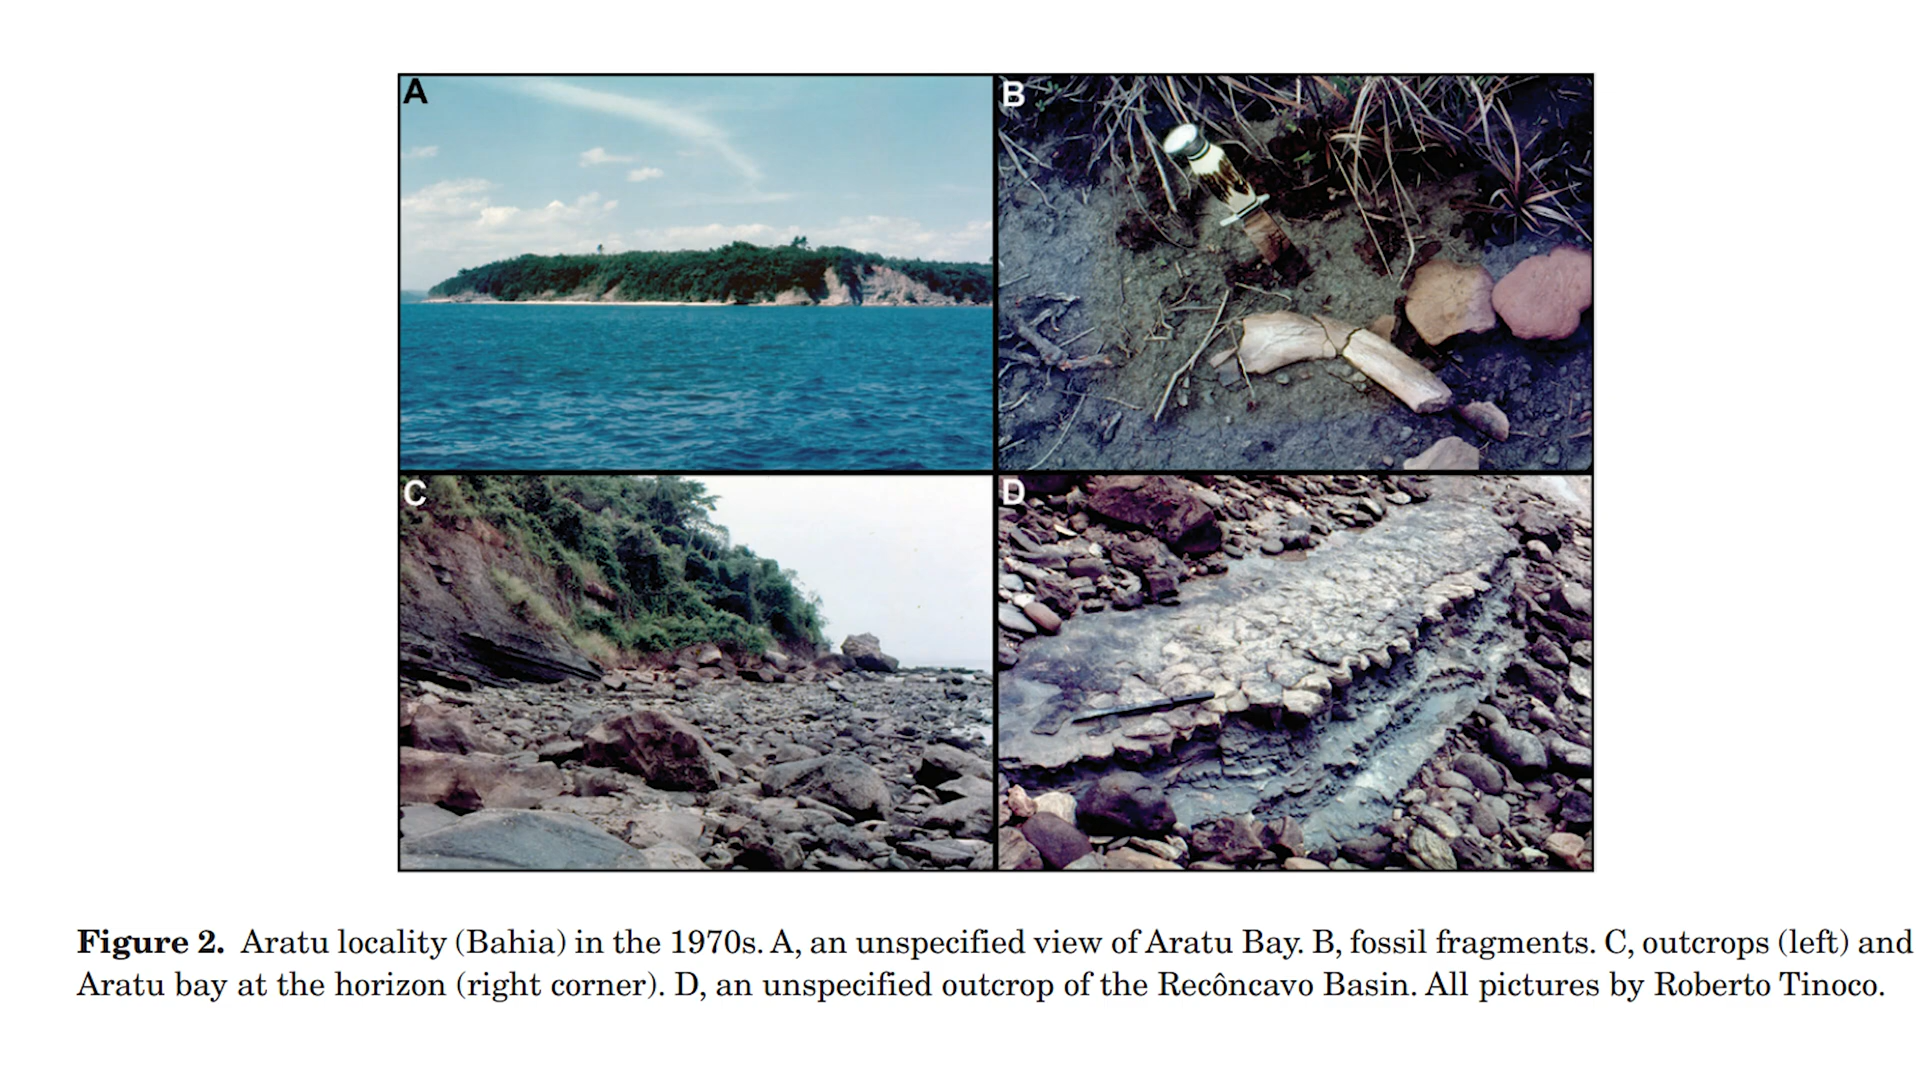 A
B
C
D
Figure 2. Aratu locality (Bahia) in the 1970s. A, an unspecified view of Aratu Bay. B, fossil fragments. C, outcrops (left) and
Aratu bay at the horizon (right corner). D, an unspecified outcrop of the Recôncavo Basin. All pictures by Roberto Tinoco.